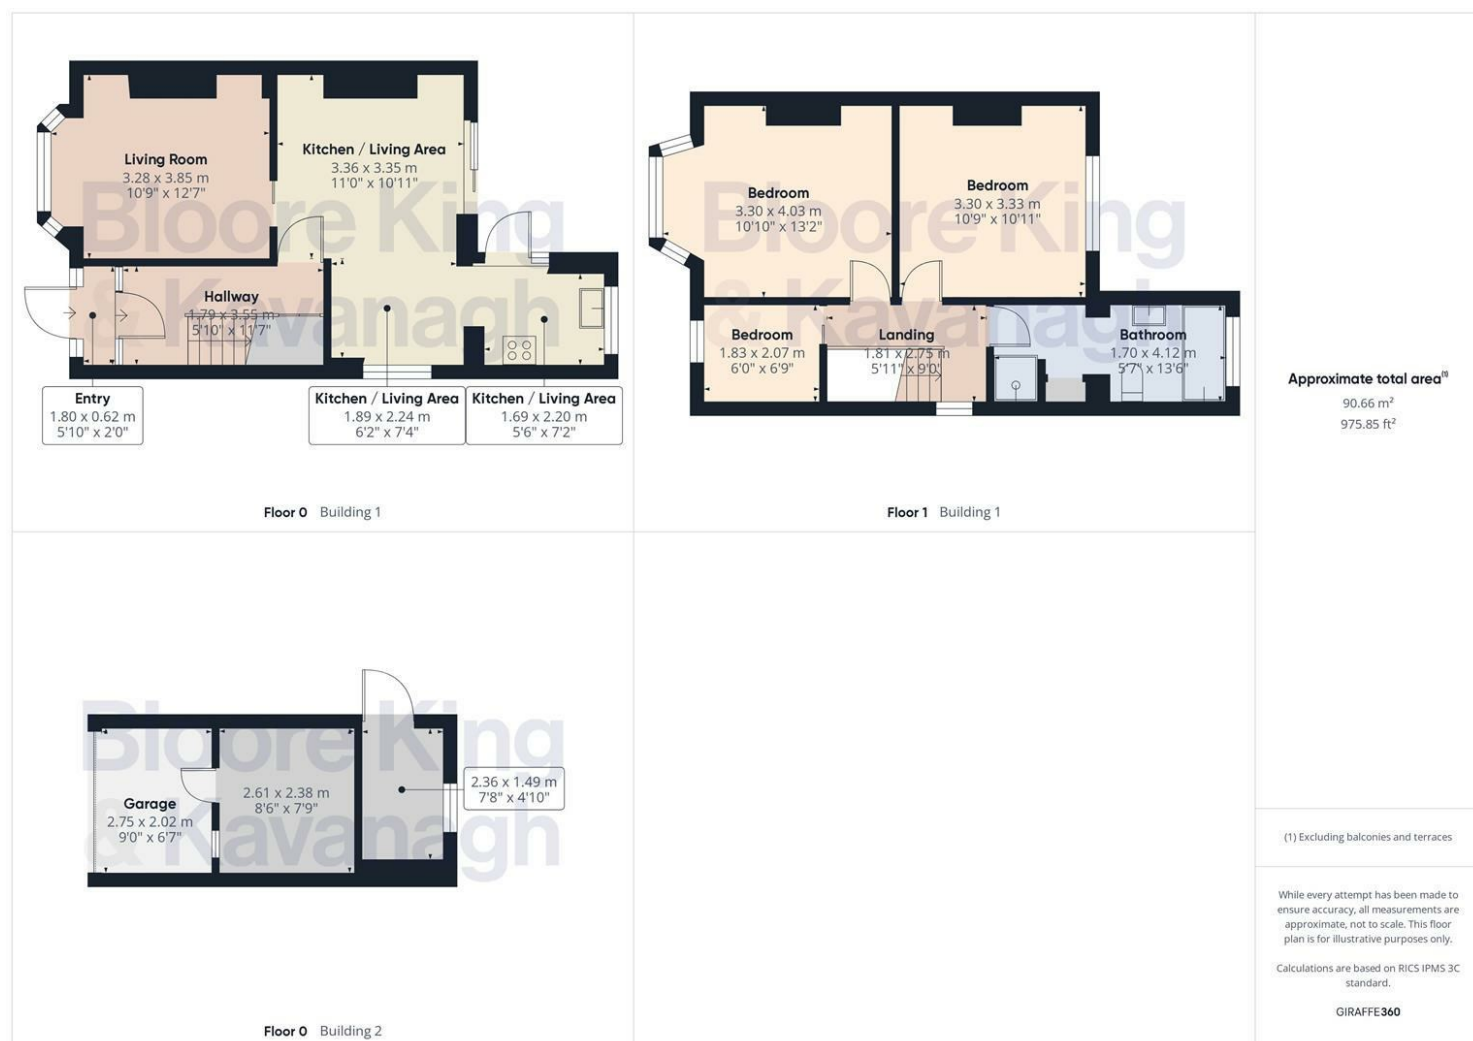 Living Room
3.28 x 3.85 m
10'9" x 12'7"
Kitchen / Living Area
3.36 x 3.35 m
11'0" x 10'11"
Hallway
1.79 x 3.55 m
5'10" x 11'7"
Entry
1.80 x 0.62 m
5'10" x 2'0"
Kitchen / Living Area
1.89 x 2.24 m
6'2" x 7'4"
Kitchen / Living Area
1.69 x 2.20 m
5'6" x 7'2"
Bloore King
& Kavanagh
Floor 0 Building 1
Bedroom
3.30 x 4.03 m
10'10" x 13'2"
Bedroom
3.30 x 3.33 m
10'9" x 10'11"
Bedroom
1.83 x 2.07 m
6'0" x 6'9"
Landing
1.81 x 2.75 m
5'11" x 9'0"
Bathroom
1.70 x 4.12 m
5'7" x 13'6"
Bloore King
& Kavanagh
Floor 1 Building 1
Garage
2.75 x 2.02 m
9'0" x 6'7"
2.61 x 2.38 m
8'6" x 7'9"
2.36 x 1.49 m
7'8" x 4'10"
Bloore King
& Kavanagh
Floor 0 Building 2
Approximate total area(1)
90.66 m²
975.85 ft²
(1) Excluding balconies and terraces
While every attempt has been made to
ensure accuracy, all measurements are
approximate, not to scale. This floor
plan is for illustrative purposes only.
Calculations are based on RICS IPMS 3C
standard.
GIRAFFE360